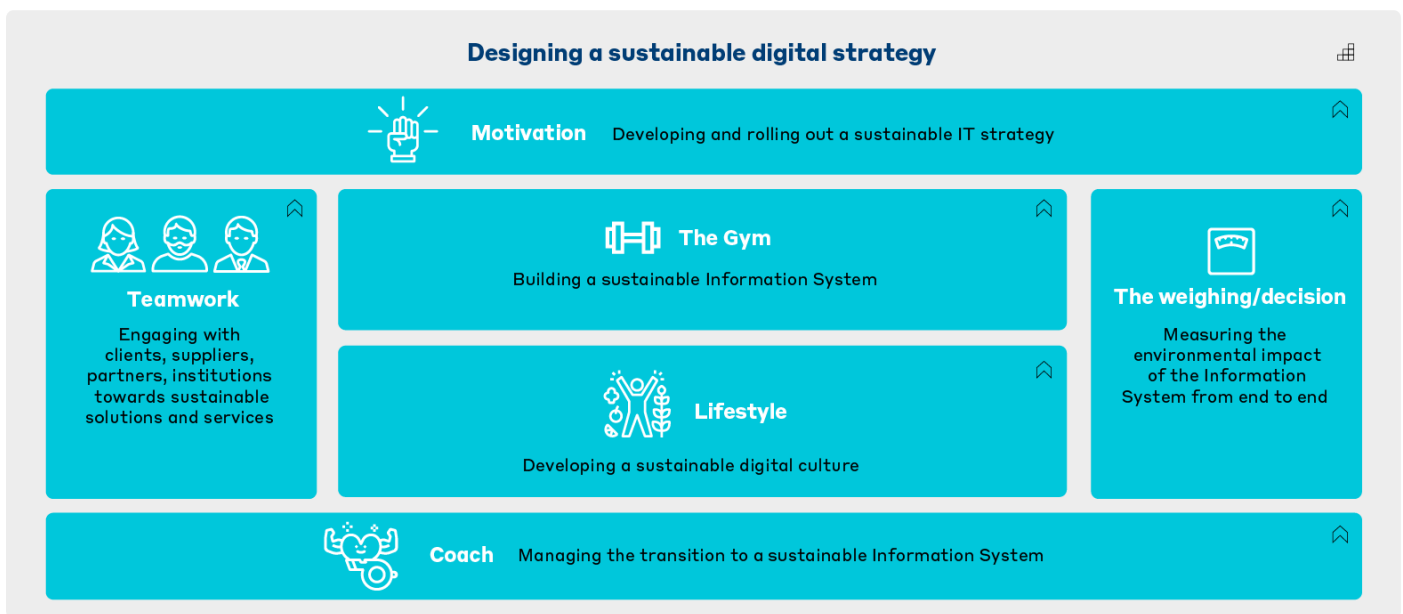 Designing a sustainable digital strategy
Motivation Developing and rolling out a sustainable IT strategy
Teamwork
Engaging with
clients, suppliers,
partners, institutions
towards sustainable
solutions and services
The Gym
Building a sustainable Information System
Lifestyle
Developing a sustainable digital culture
The weighing/decision
Measuring the
environmental impact
of the Information
System from end to end
Coach Managing the transition to a sustainable Information System